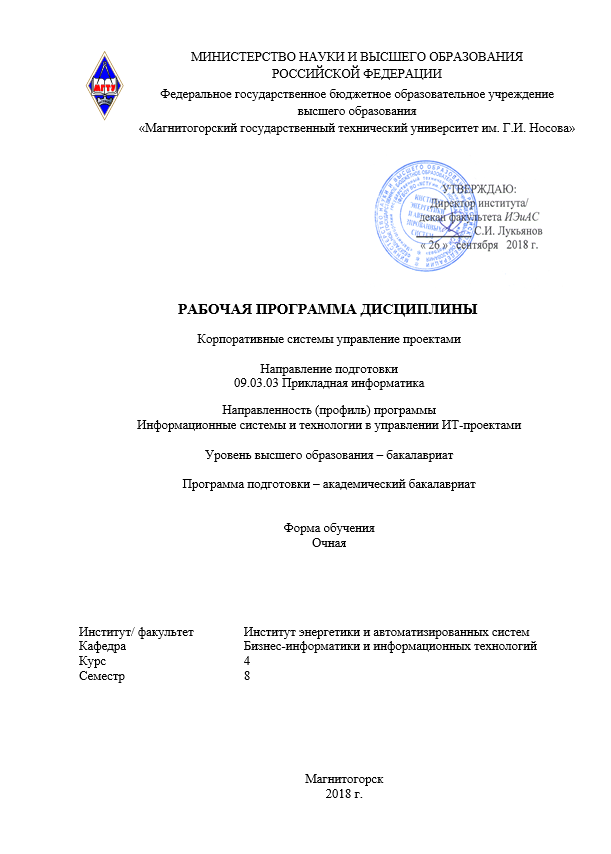 МИНИСТЕРСТВО НАУКИ И ВЫСШЕГО ОБРАЗОВАНИЯ
РОССИЙСКОЙ ФЕДЕРАЦИИ
Федеральное государственное бюджетное образовательное учреждение
высшего образования
«Магнитогорский государственный технический университет им. Г.И. Носова»
МГТУ
УТВЕРЖДАЮ:
Директор института/
декан факультета ИЭиАС
С.И. Лукьянов
« 26 » сентября 2018 г.
РАБОЧАЯ ПРОГРАММА ДИСЦИПЛИНЫ
Корпоративные системы управление проектами
Направление подготовки
09.03.03 Прикладная информатика
Направленность (профиль) программы
Информационные системы и технологии в управлении ИТ-проектами
Уровень высшего образования – бакалавриат
Программа подготовки – академический бакалавриат
Форма обучения
Очная
Институт/ факультет Институт энергетики и автоматизированных систем
Кафедра Бизнес-информатики и информационных технологий
Курс 4
Семестр 8
Магнитогорск
2018 г.